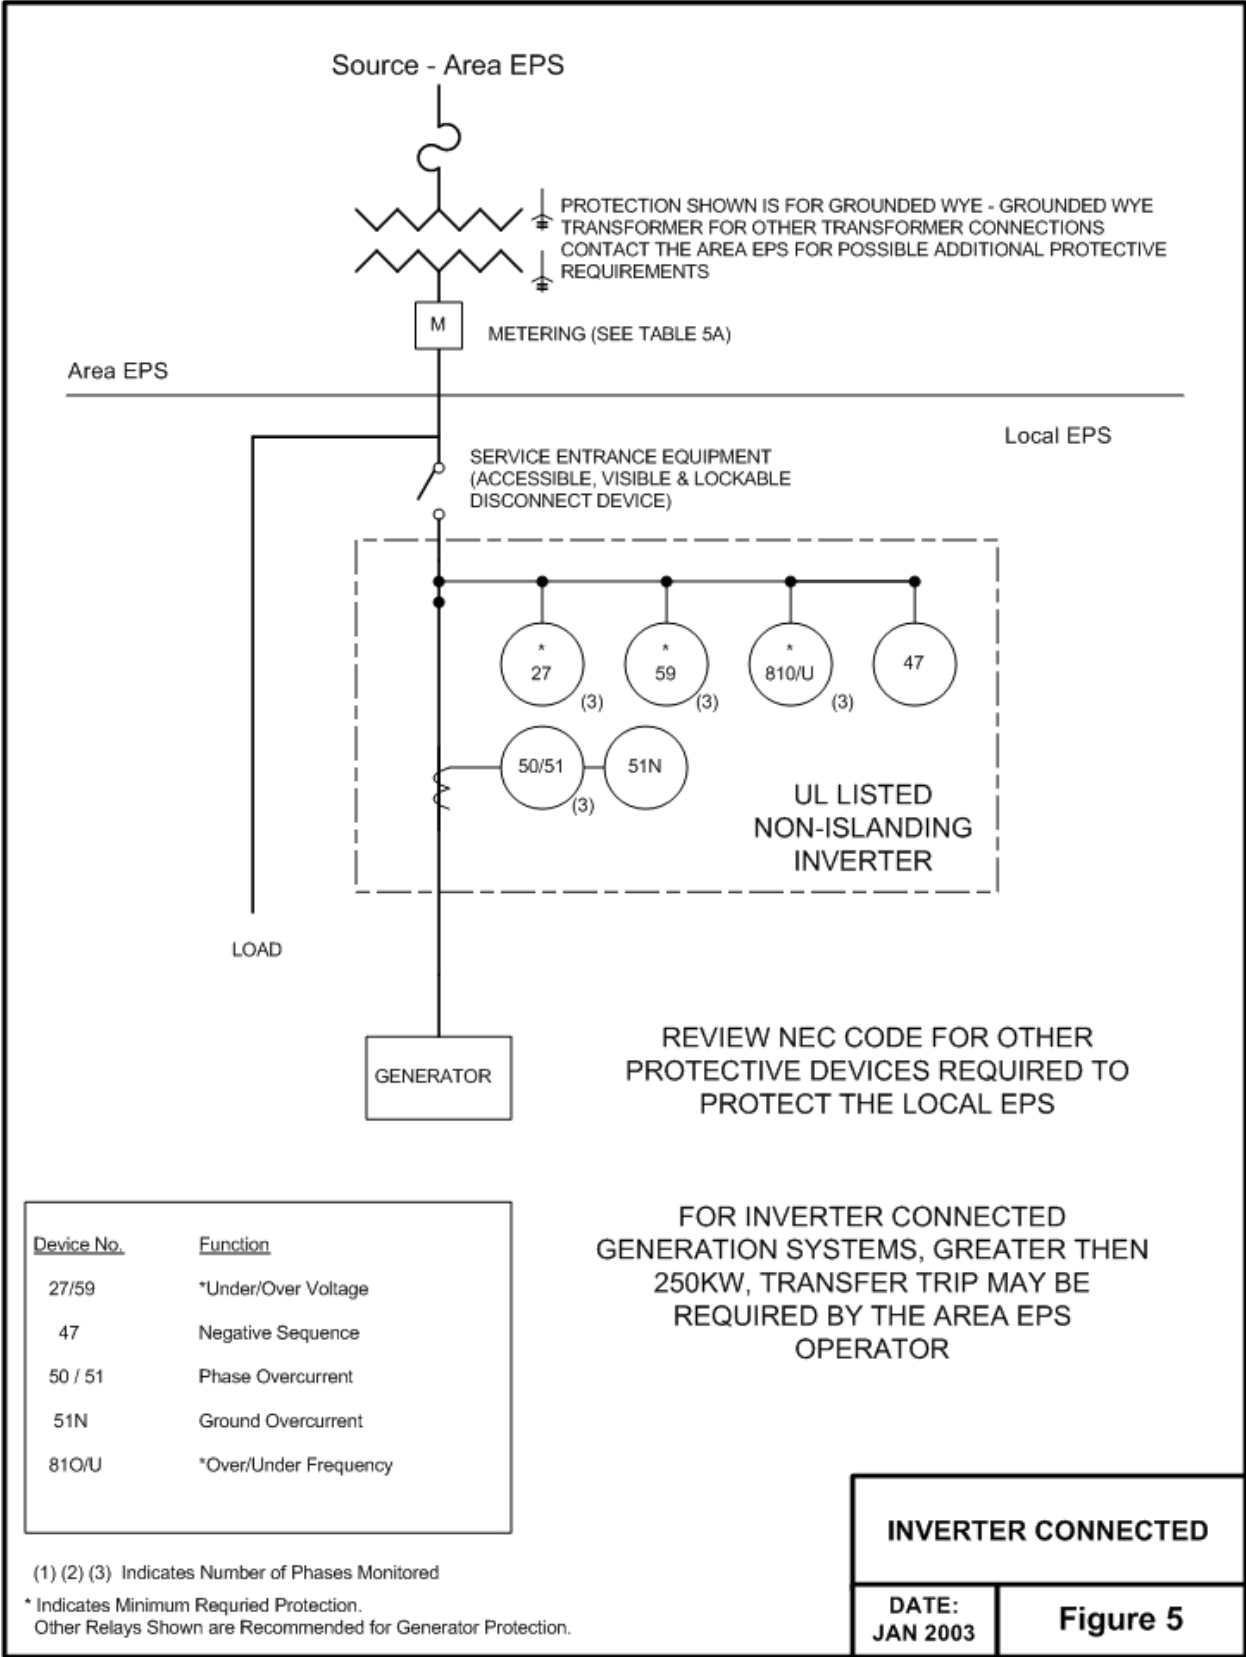 Source - Area EPS
PROTECTION SHOWN IS FOR GROUNDED WYE - GROUNDED WYE
TRANSFORMER FOR OTHER TRANSFORMER CONNECTIONS
CONTACT THE AREA EPS FOR POSSIBLE ADDITIONAL PROTECTIVE
REQUIREMENTS
M
METERING (SEE TABLE 5A)
Area EPS
Local EPS
SERVICE ENTRANCE EQUIPMENT
(ACCESSIBLE, VISIBLE & LOCKABLE
DISCONNECT DEVICE)
* * *
27 59 810/U 47
(3) (3) (3)
50/51 51N
(3)
UL LISTED
NON-ISLANDING
INVERTER
LOAD
GENERATOR
REVIEW NEC CODE FOR OTHER
PROTECTIVE DEVICES REQUIRED TO
PROTECT THE LOCAL EPS
FOR INVERTER CONNECTED
GENERATION SYSTEMS, GREATER THEN
250KW, TRANSFER TRIP MAY BE
REQUIRED BY THE AREA EPS
OPERATOR
Device No. Function
27/59 *Under/Over Voltage
47 Negative Sequence
50 / 51 Phase Overcurrent
51N Ground Overcurrent
81O/U *Over/Under Frequency
(1) (2) (3) Indicates Number of Phases Monitored
* Indicates Minimum Requried Protection.
Other Relays Shown are Recommended for Generator Protection.
INVERTER CONNECTED
DATE:
JAN 2003
Figure 5